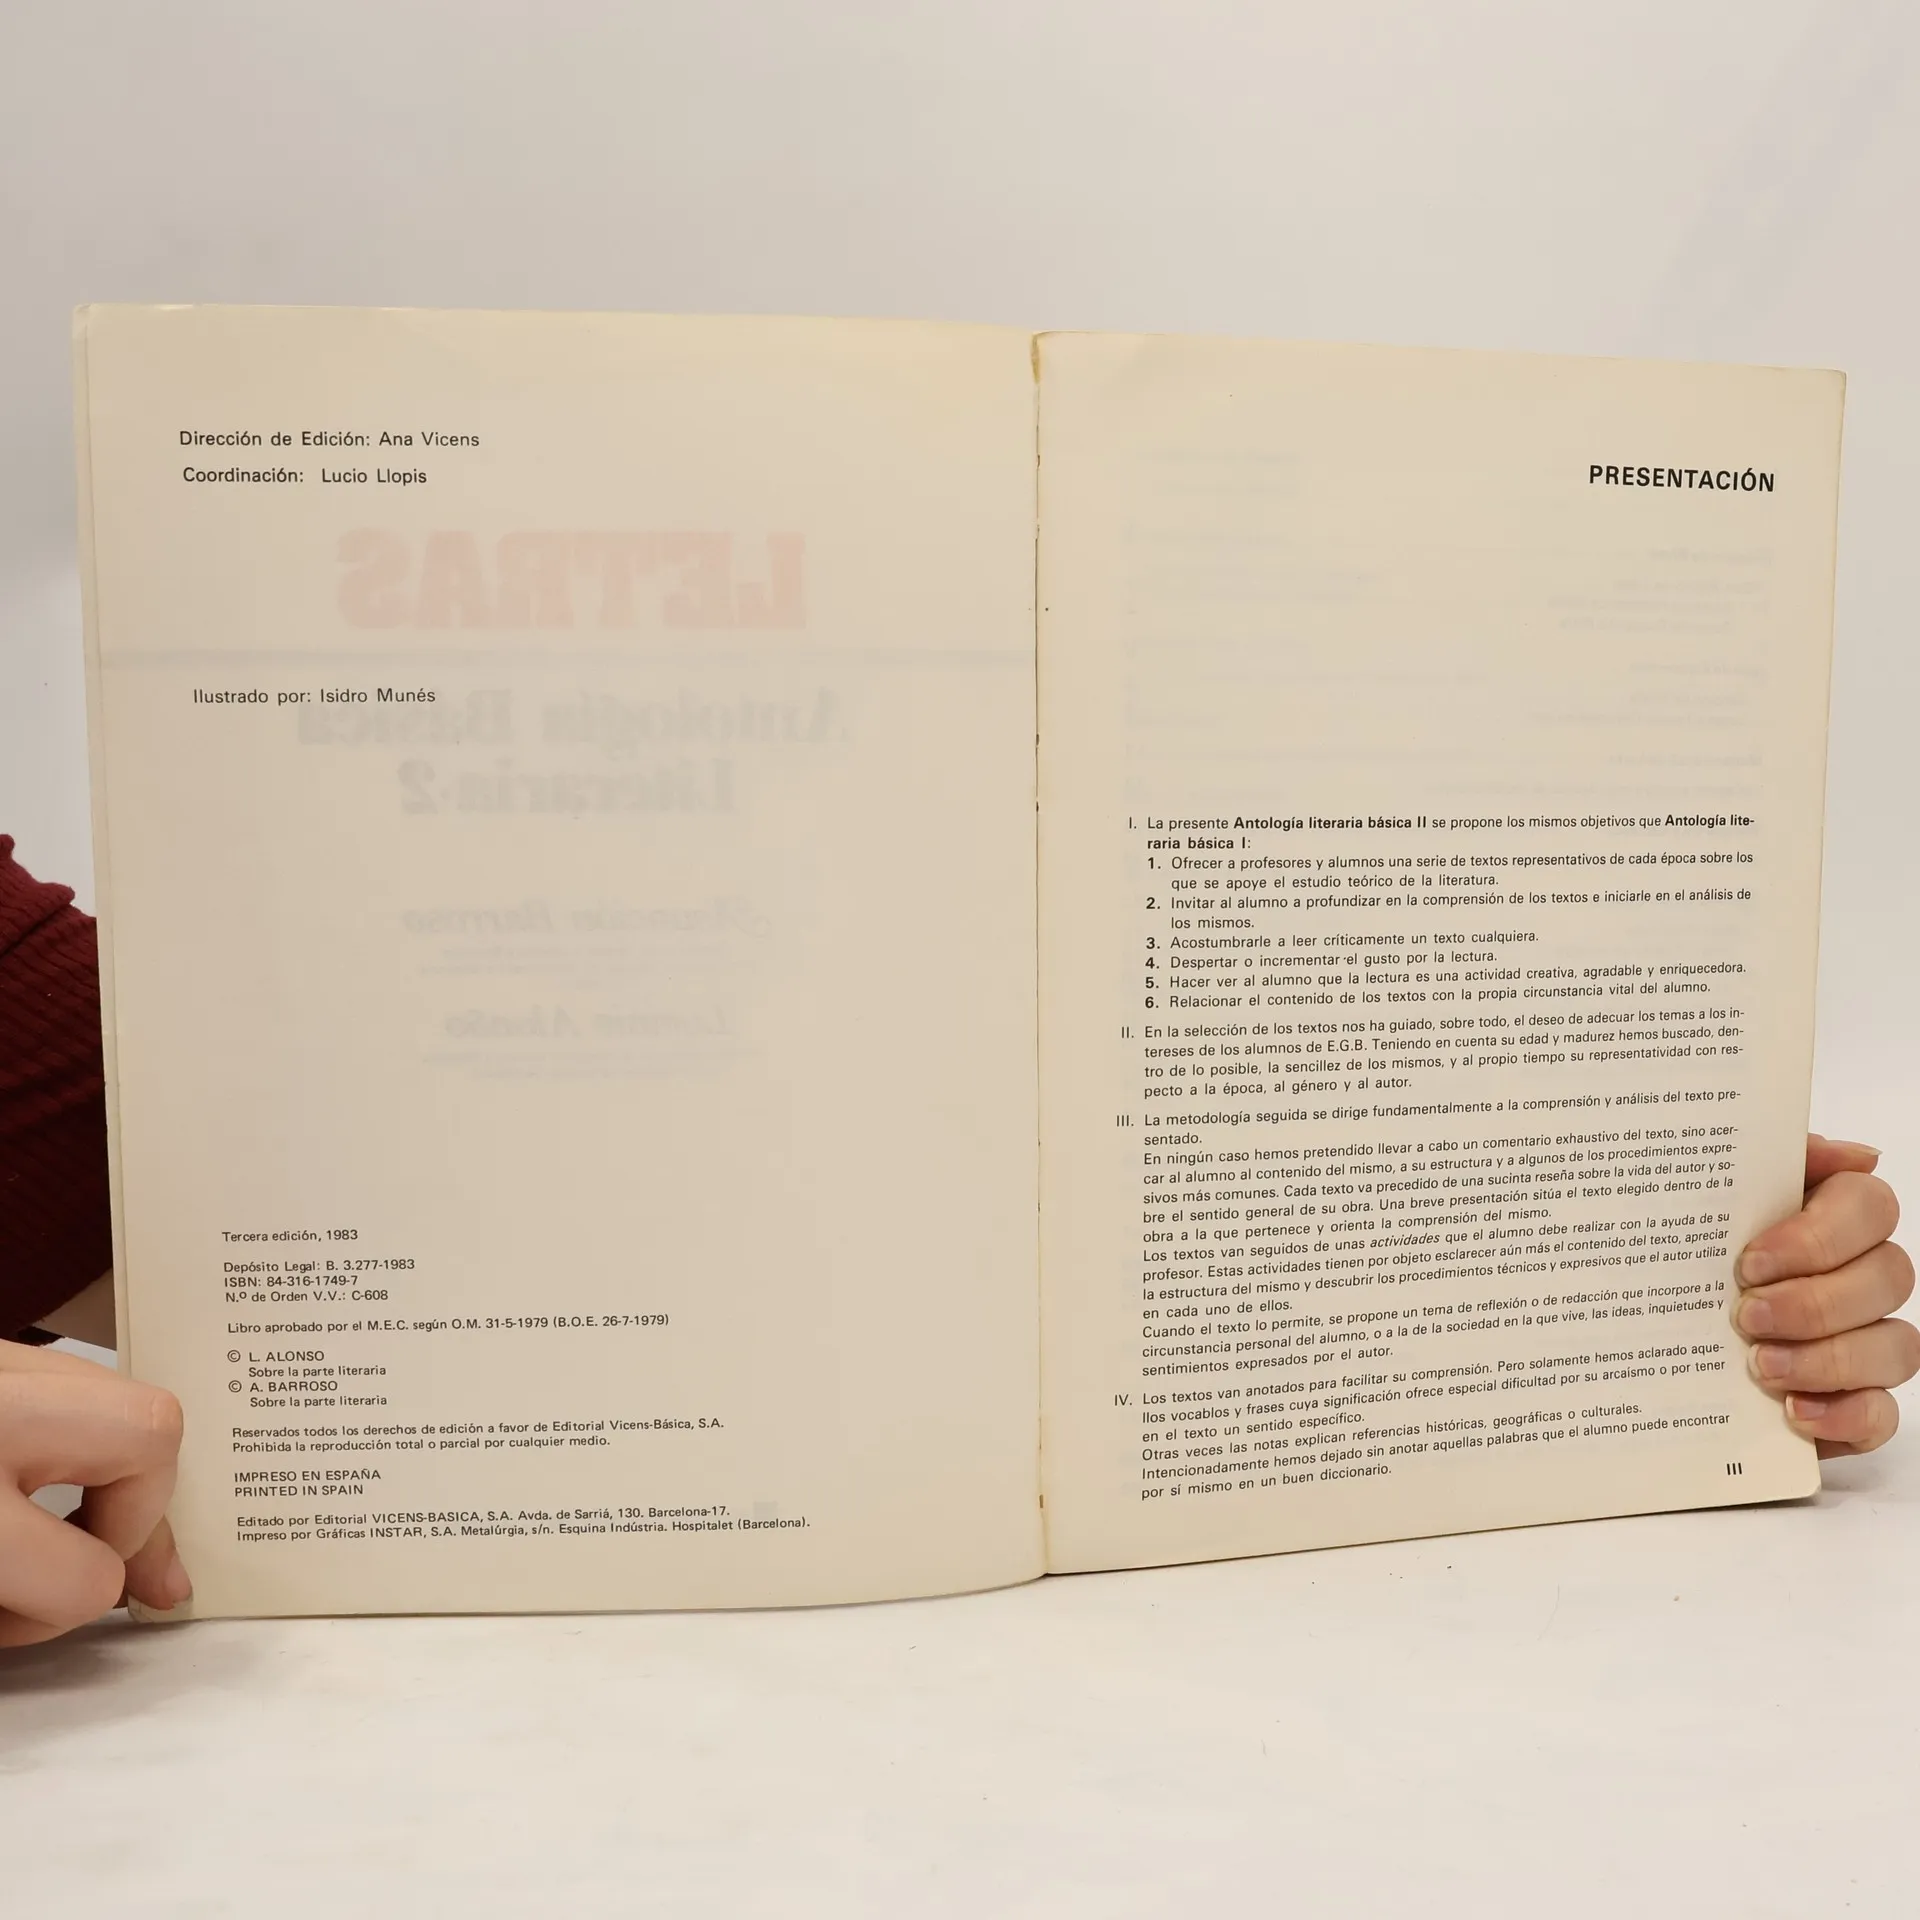 Dirección de Edición: Ana Vicens
Coordinación: Lucio Llopis
LETRAS
Antología Básica
Literaria-2
Ilustrado por: Isidro Munés
Asunción Barroso
Alonso
Tercera edición, 1983
Depósito Legal: B. 3.277-1983
ISBN: 84-316-1749-7
N.º de Orden V.V.: C-608
Libro aprobado por el M.E.C. según O.M. 31-5-1979 (B.O.E. 26-7-1979)
© L. ALONSO
Sobre la parte literaria
© A. BARROSO
Sobre la parte literaria
Reservados todos los derechos de edición a favor de Editorial Vicens-Básica, S.A.
Prohibida la reproducción total o parcial por cualquier medio.
IMPRESO EN ESPAÑA
PRINTED IN SPAIN
Editado por Editorial VICENS-BASICA, S.A. Avda. de Sarriá, 130. Barcelona-17.
Impreso por Gráficas INSTAR, S.A. Metalúrgia, s/n. Esquina Indústria. Hospitalet (Barcelona).
PRESENTACIÓN
I. La presente Antología literaria básica II se propone los mismos objetivos que Antología lite-
raria básica I:
1. Ofrecer a profesores y alumnos una serie de textos representativos de cada época sobre los
que se apoye el estudio teórico de la literatura.
2. Invitar al alumno a profundizar en la comprensión de los textos e iniciarle en el análisis de
los mismos.
3. Acostumbrarle a leer críticamente un texto cualquiera.
4. Despertar o incrementar el gusto por la lectura.
5. Hacer ver al alumno que la lectura es una actividad creativa, agradable y enriquecedora.
6. Relacionar el contenido de los textos con la propia circunstancia vital del alumno.
II. En la selección de los textos nos ha guiado, sobre todo, el deseo de adecuar los temas a los in-
tereses de los alumnos de E.G.B. Teniendo en cuenta su edad y madurez hemos buscado, den-
tro de lo posible, la sencillez de los mismos, y al propio tiempo su representatividad con res-
pecto a la época, al género y al autor.
III. La metodología seguida se dirige fundamentalmente a la comprensión y análisis del texto pre-
sentado.
En ningún caso hemos pretendido llevar a cabo un comentario exhaustivo del texto, sino acer-
car al alumno al contenido del mismo, a su estructura y a algunos de los procedimientos expre-
sivos más comunes. Cada texto va precedido de una sucinta reseña sobre la vida del autor y so-
bre el sentido general de su obra. Una breve presentación sitúa el texto elegido dentro de la
obra a la que pertenece y orienta la comprensión del mismo.
Los textos van seguidos de unas actividades que el alumno debe realizar con la ayuda de su
profesor. Estas actividades tienen por objeto esclarecer aún más el contenido del texto, apreciar
la estructura del mismo y descubrir los procedimientos técnicos y expresivos que el autor utiliza
en cada uno de ellos.
Cuando el texto lo permite, se propone un tema de reflexión o de redacción que incorpore a la
circunstancia personal del alumno, o a la de la sociedad en la que vive, las ideas, inquietudes y
sentimientos expresados por el autor.
IV. Los textos van anotados para facilitar su comprensión. Pero solamente hemos aclarado aque-
llos vocablos y frases cuya significación ofrece especial dificultad por su arcaísmo o por tener
en el texto un sentido específico.
Otras veces las notas explican referencias históricas, geográficas o culturales.
Intencionadamente hemos dejado sin anotar aquellas palabras que el alumno puede encontrar
por sí mismo en un buen diccionario.
III